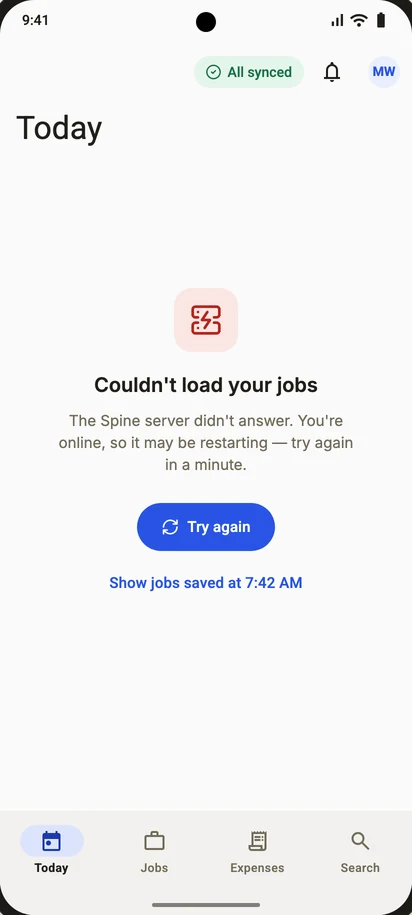 9:41
All synced
MW
Today
Couldn't load your jobs
The Spine server didn't answer. You're
online, so it may be restarting — try again
in a minute.
Try again
Show jobs saved at 7:42 AM
Today
Jobs
Expenses
Search